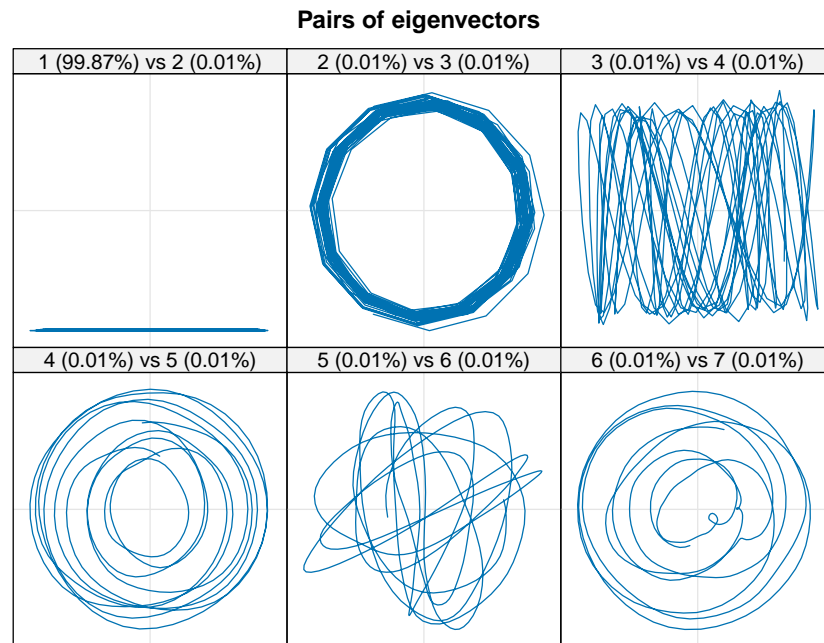 Pairs of eigenvectors
1 (99.87%) vs 2 (0.01%)
2 (0.01%) vs 3 (0.01%)
3 (0.01%) vs 4 (0.01%)
4 (0.01%) vs 5 (0.01%)
5 (0.01%) vs 6 (0.01%)
6 (0.01%) vs 7 (0.01%)